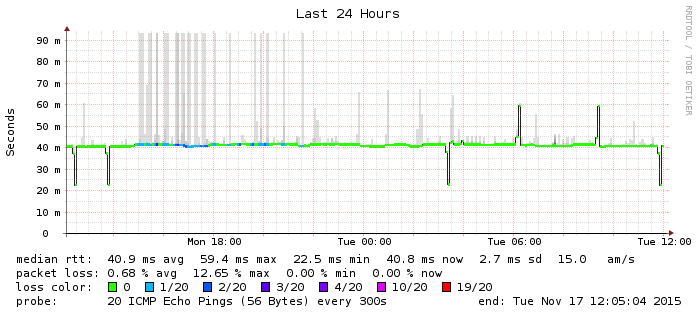 Last 24 Hours
RRDTOOL / TOBI OETIKER
Seconds
90 m
80 m
70 m
60 m
50 m
40 m
30 m
20 m
10 m
0
Mon 18:00 Tue 00:00 Tue 06:00 Tue 12:00
median rtt: 40.9 ms avg 59.4 ms max 22.5 ms min 40.8 ms now 2.7 ms sd 15.0 am/s
packet loss: 0.68 % avg 12.65 % max 0.00 % min 0.00 % now
loss color: 0 1/20 2/20 3/20 4/20 10/20 19/20
probe: 20 ICMP Echo Pings (56 Bytes) every 300s end: Tue Nov 17 12:05:04 2015